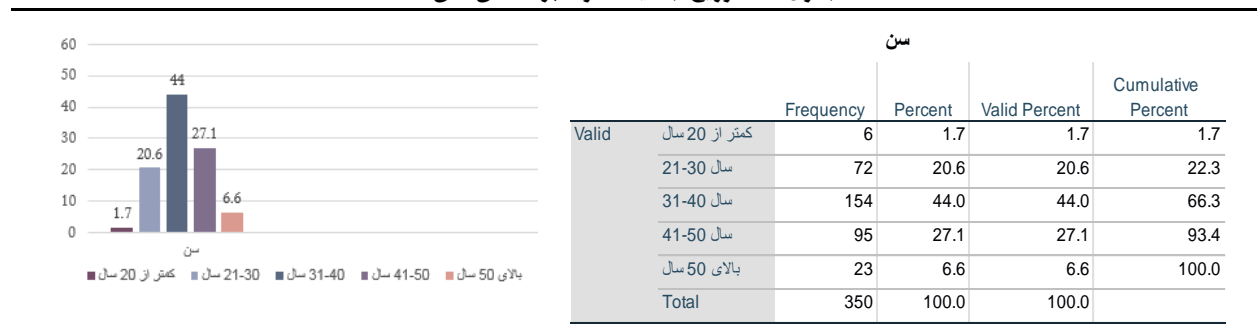 60
50
40
30
20
10
0
1.7
20.6
44
27.1
6.6
سن
کمتر از 20 سال
21-30 سال
31-40 سال
41-50 سال
بالای 50 سال
سن
Frequency Percent Valid Percent Cumulative Percent
Valid کمتر از 20 سال 6 1.7 1.7 1.7
21-30 سال 72 20.6 20.6 22.3
31-40 سال 154 44.0 44.0 66.3
41-50 سال 95 27.1 27.1 93.4
بالای 50 سال 23 6.6 6.6 100.0
Total 350 100.0 100.0